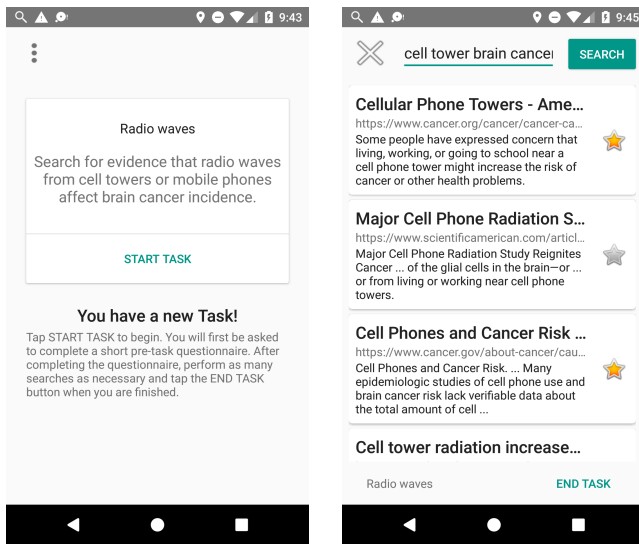 9:43
Radio waves
Search for evidence that radio waves
from cell towers or mobile phones
affect brain cancer incidence.
START TASK
You have a new Task!
Tap START TASK to begin. You will first be asked
to complete a short pre-task questionnaire. After
completing the questionnaire, perform as many
searches as necessary and tap the END TASK
button when you are finished.
9:45
cell tower brain cancer
SEARCH
Cellular Phone Towers - Ame...
https://www.cancer.org/cancer/cancer-ca...
Some people have expressed concern that
living, working, or going to school near a
cell phone tower might increase the risk of
cancer or other health problems.
Major Cell Phone Radiation S...
https://www.scientificamerican.com/articl...
Major Cell Phone Radiation Study Reignites
Cancer ... of the glial cells in the brain—or ...
or from living or working near cell phone
towers.
Cell Phones and Cancer Risk ...
https://www.cancer.gov/about-cancer/cau...
Cell Phones and Cancer Risk. ... Many
epidemiologic studies of cell phone use and
brain cancer risk lack verifiable data about
the total amount of cell ...
Cell tower radiation increase...
Radio waves
END TASK